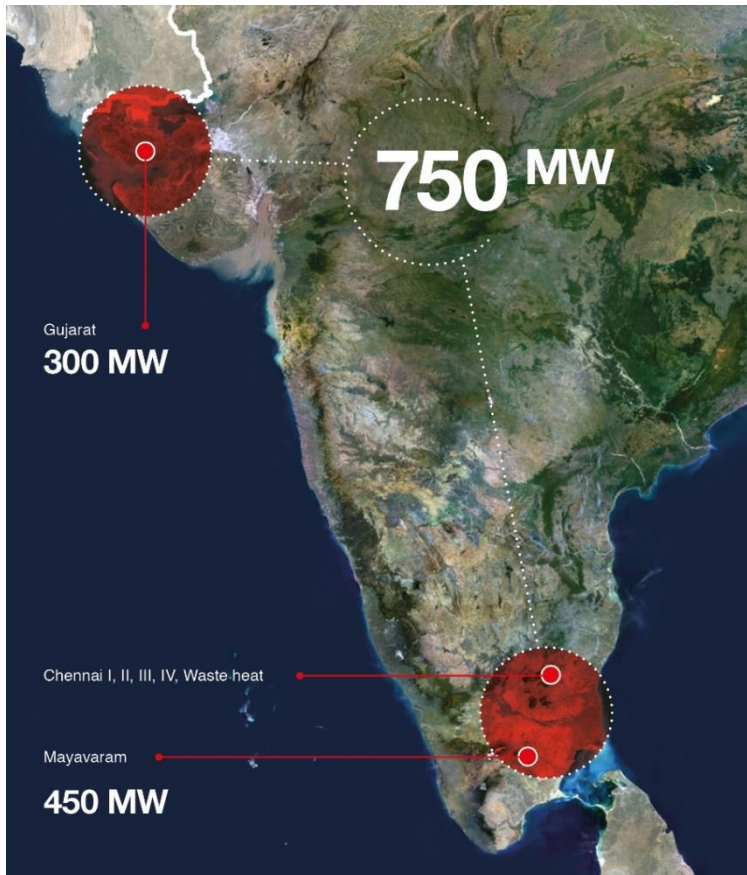 750 MW
Gujarat
300 MW
Chennai I, II, III, IV, Waste heat
Mayavaram
450 MW